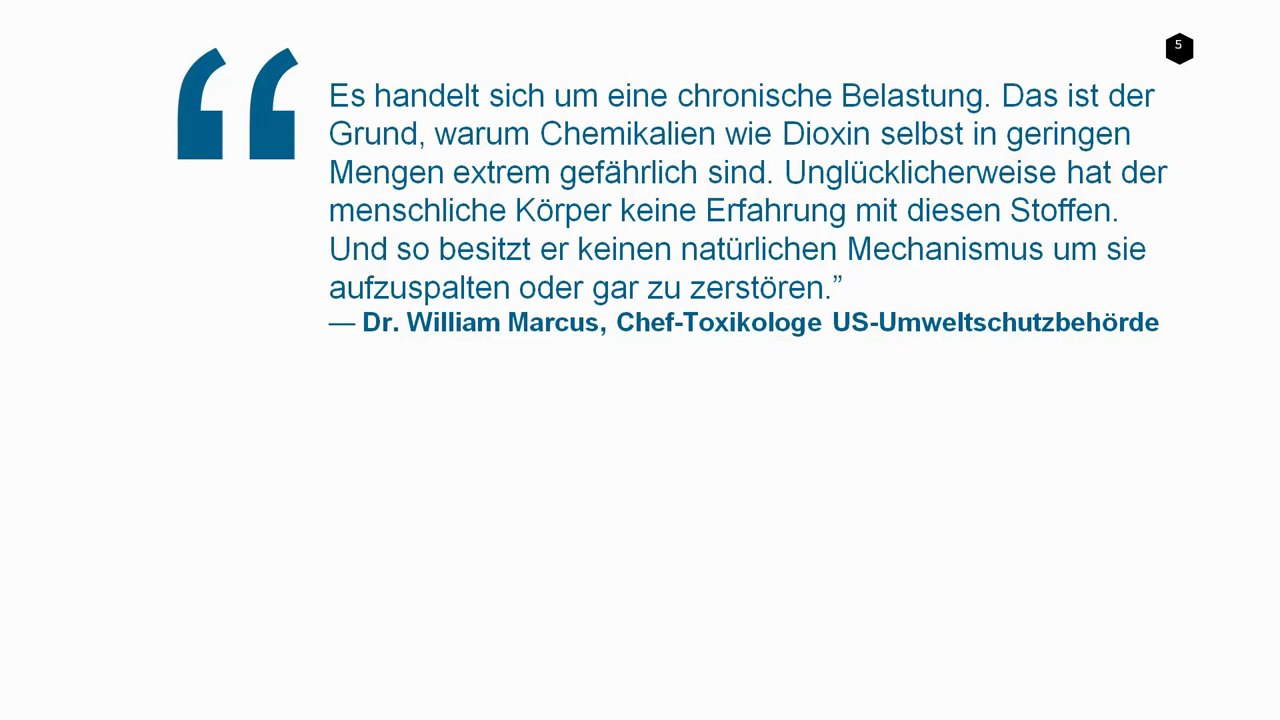 5
“
Es handelt sich um eine chronische Belastung. Das ist der
Grund, warum Chemikalien wie Dioxin selbst in geringen
Mengen extrem gefährlich sind. Unglücklicherweise hat der
menschliche Körper keine Erfahrung mit diesen Stoffen.
Und so besitzt er keinen natürlichen Mechanismus um sie
aufzuspalten oder gar zu zerstören.”
— Dr. William Marcus, Chef-Toxikologe US-Umweltschutzbehörde